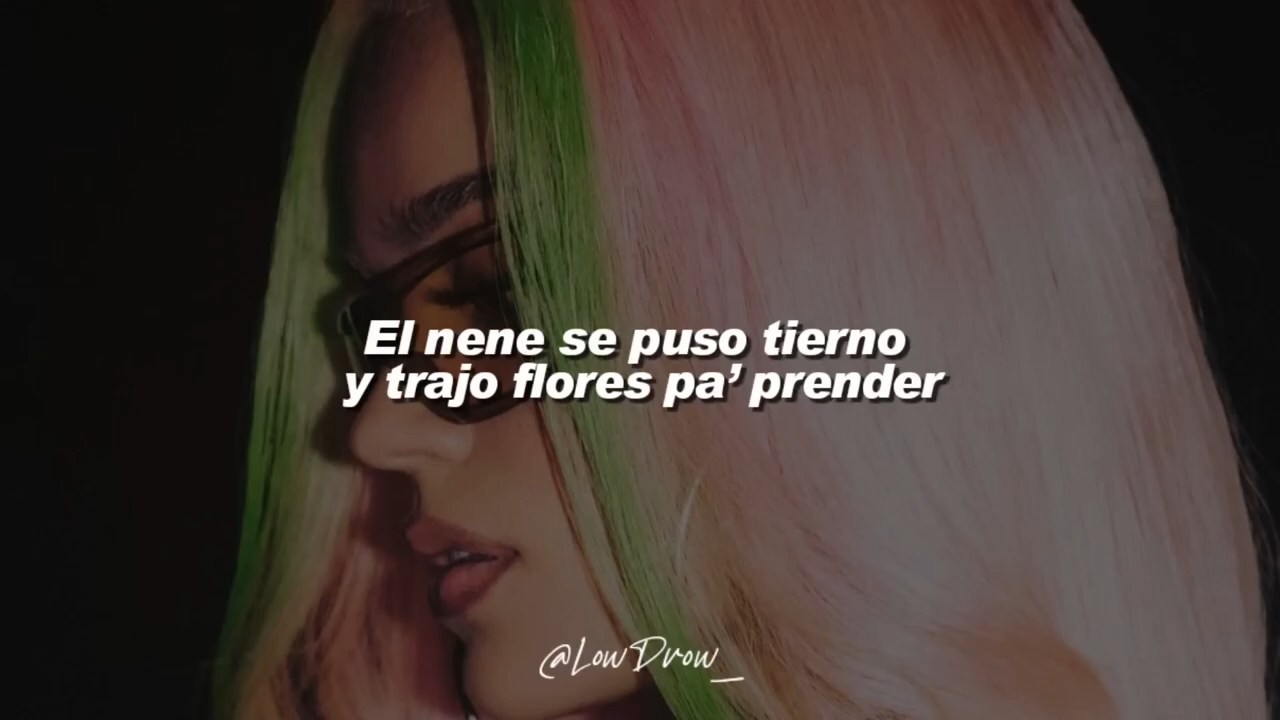 El nene se puso tierno
y trajo flores pa’ prender
@LowDrow_